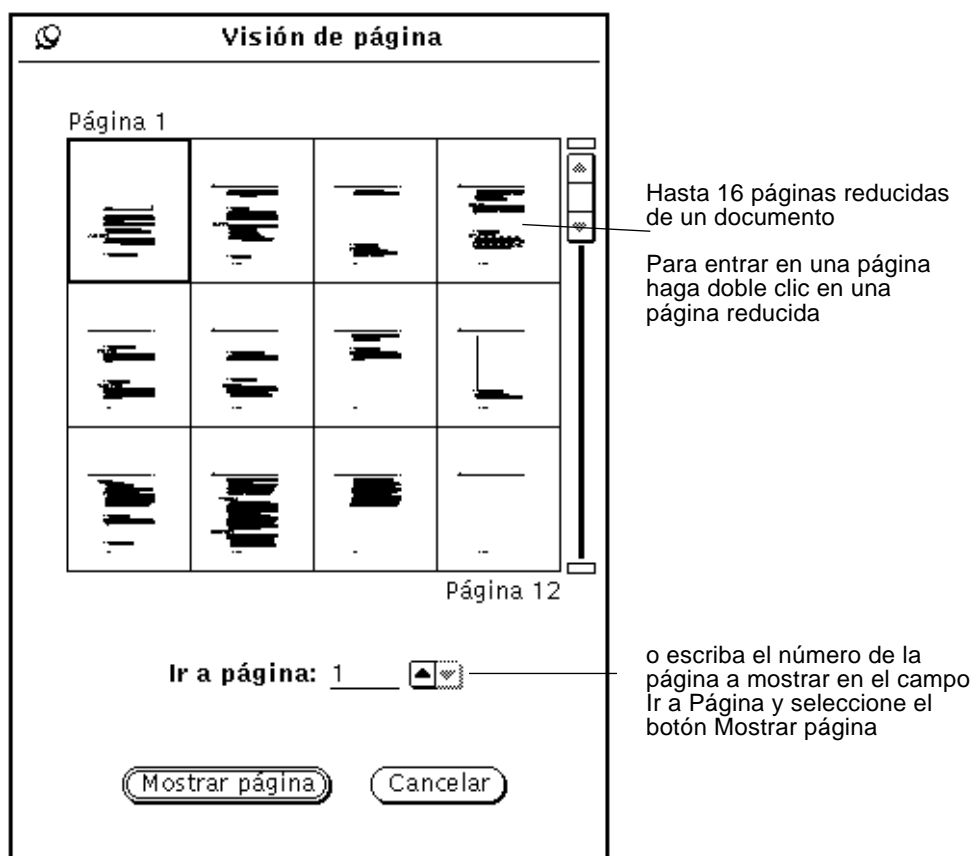 Visión de página
Página 1
Hasta 16 páginas reducidas
de un documento
Para entrar en una página
haga doble clic en una
página reducida
Página 12
Ir a página: 1
o escriba el número de la
página a mostrar en el campo
Ir a Página y seleccione el
botón Mostrar página
Mostrar página
Cancelar